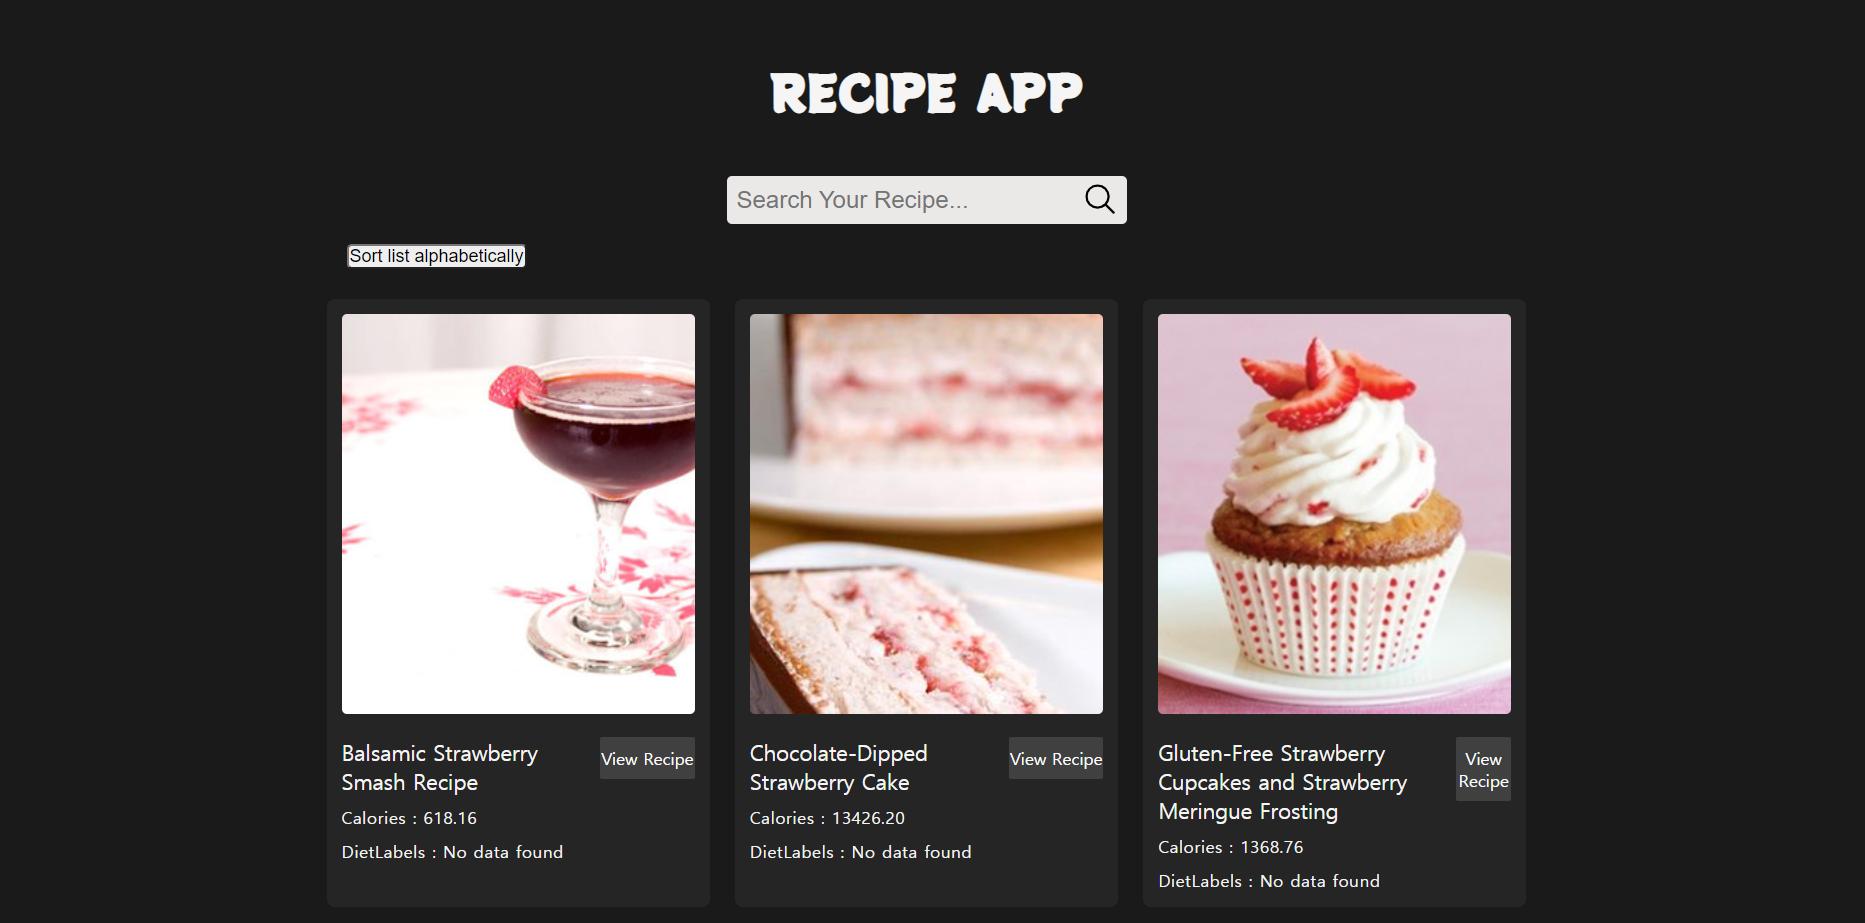 RECIPE APP
Search Your Recipe...
Sort list alphabetically
Balsamic Strawberry
Smash Recipe
View Recipe
Calories : 618.16
DietLabels : No data found
Chocolate-Dipped
Strawberry Cake
View Recipe
Calories : 13426.20
DietLabels : No data found
Gluten-Free Strawberry
Cupcakes and Strawberry
Meringue Frosting
View
Recipe
Calories : 1368.76
DietLabels : No data found